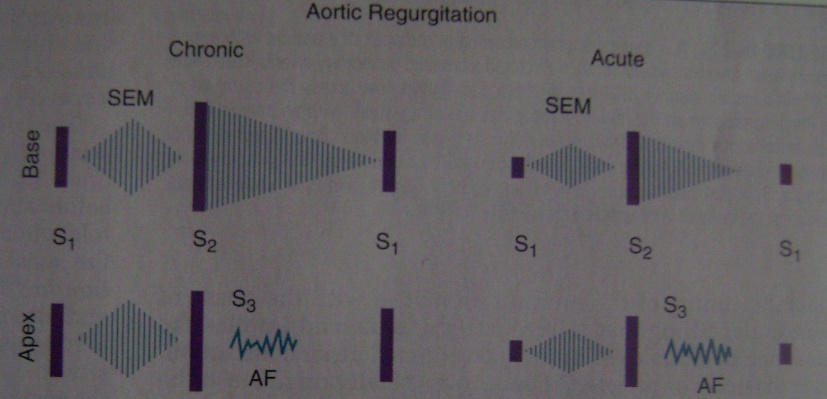 Aortic Regurgitation
Chronic
Acute
SEM
SEM
Base
S₁
S₂
S₁
S₁
S₂
S₁
Apex
S₃
AF
S₃
AF